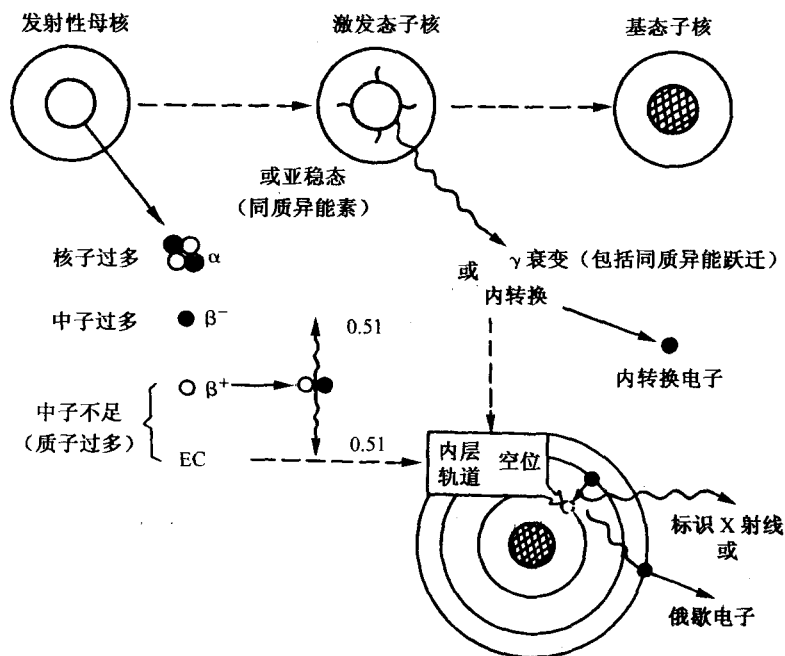 发射性母核
激发态子核
基态子核
或亚稳态
(同质异能素)
核子过多
α
γ衰变(包括同质异能跃迁)
或
内转换
中子过多
β⁻
0.51
内转换电子
β⁺
中子不足
(质子过多)
EC
0.51
内层
轨道
空位
标识X射线
或
俄歇电子